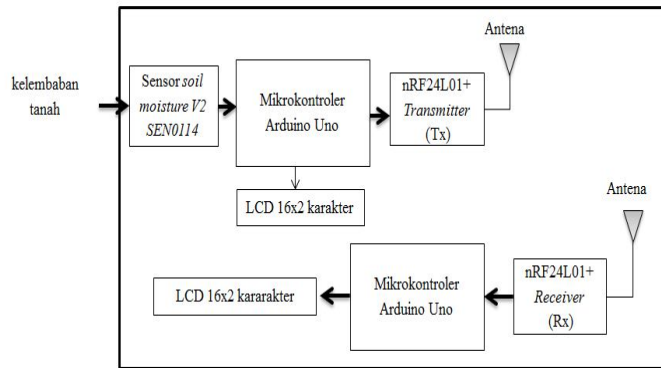 Antena
kelembaban
tanah
Sensor soil
moisture V2
SEN0114
Mikrokontroler
Arduino Uno
nRF24L01+
Transmitter
(Tx)
LCD 16x2 karakter
Antena
LCD 16x2 kararakter
Mikrokontroler
Arduino Uno
nRF24L01+
Receiver
(Rx)